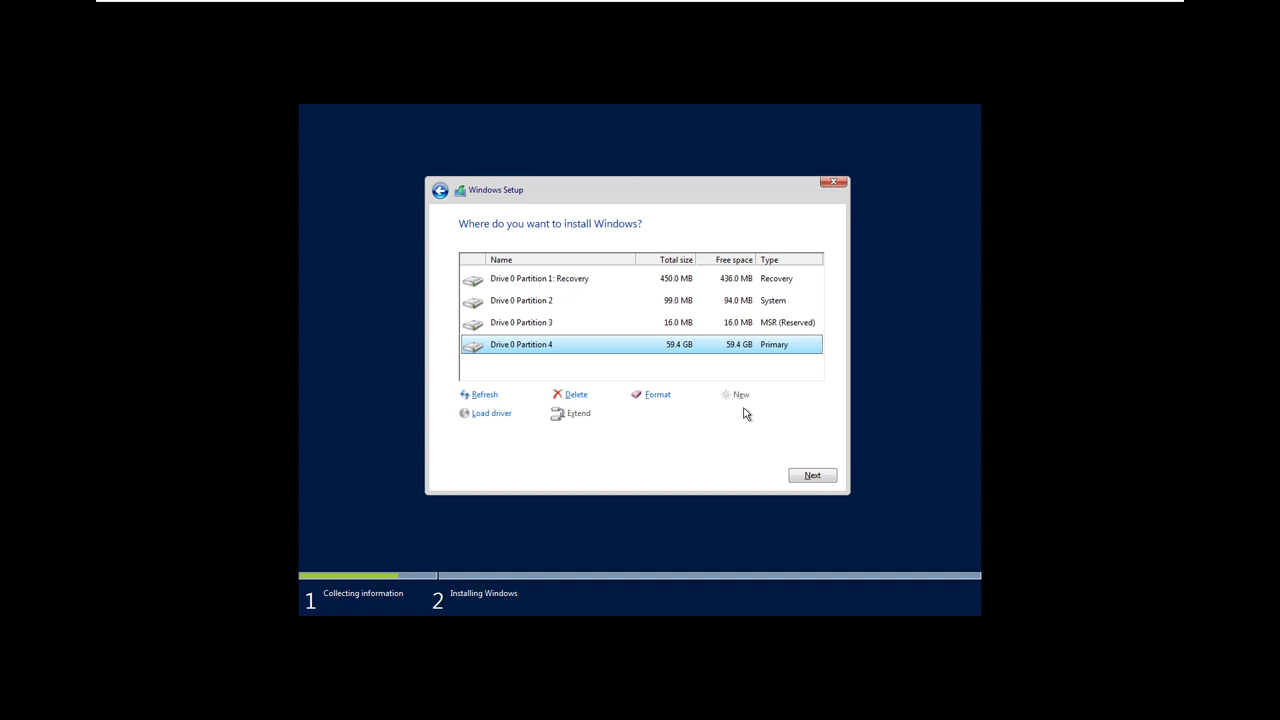 Windows Setup
Where do you want to install Windows?
Name Total size Free space Type
Drive 0 Partition 1: Recovery 450.0 MB 436.0 MB Recovery
Drive 0 Partition 2 99.0 MB 94.0 MB System
Drive 0 Partition 3 16.0 MB 16.0 MB MSR (Reserved)
Drive 0 Partition 4 59.4 GB 59.4 GB Primary
Refresh Delete Format New
Load driver Extend
Next
1 Collecting information 2 Installing Windows